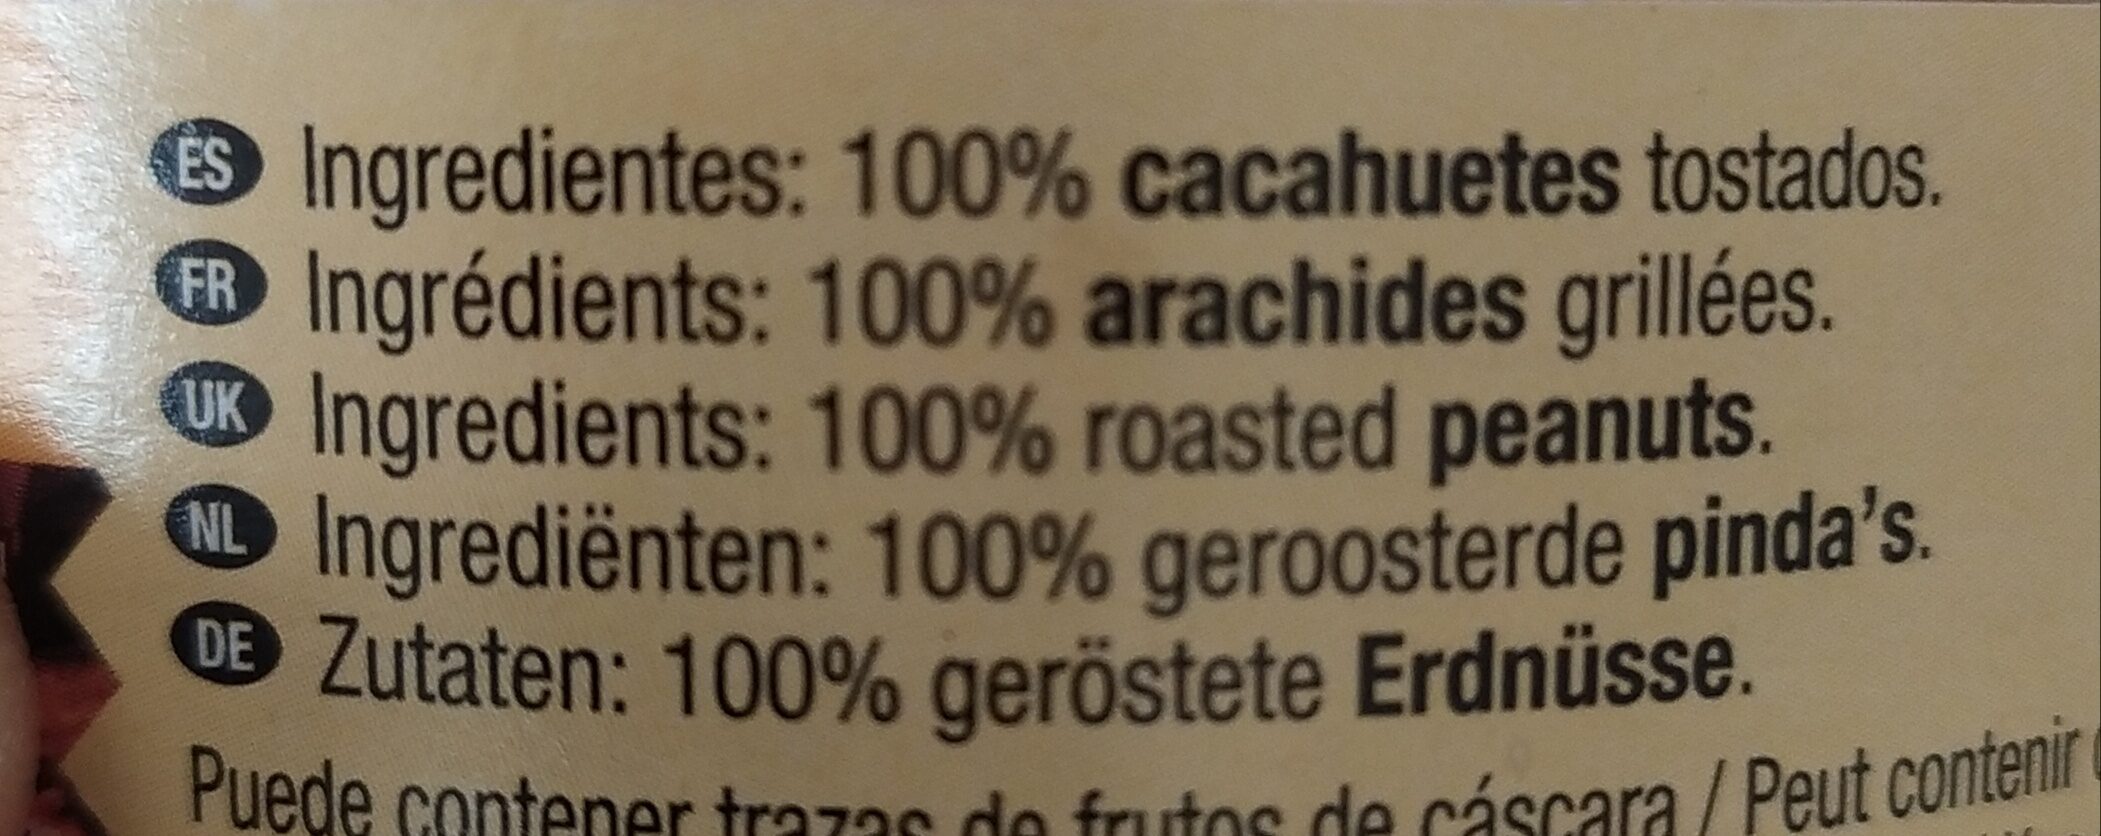 ES Ingredientes: 100% cacahuetes tostados.
FR Ingrédients: 100% arachides grillées.
UK Ingredients: 100% roasted peanuts.
NL Ingrediënten: 100% geroosterde pinda's.
DE Zutaten: 100% geröstete Erdnüsse.
Puede contener trazas de frutos de cáscara / Peut contenir